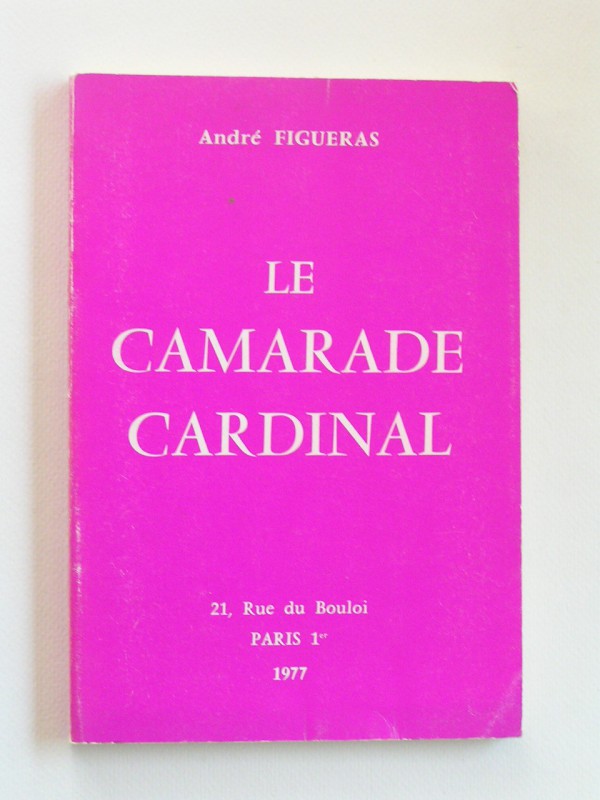 André FIGUERAS
LE
CAMARADE
CARDINAL
21, Rue du Bouloi
PARIS 1er
1977